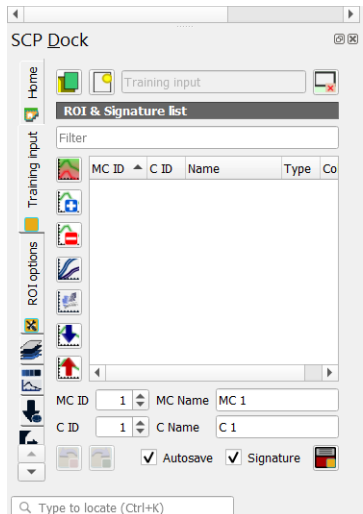 SCP Dock
Home
Training input
ROI options
Training input
ROI & Signature list
Filter
MC ID C ID Name Type Co
MC ID 1 MC Name MC 1
C ID 1 C Name C 1
Autosave Signature
Type to locate (Ctrl+K)